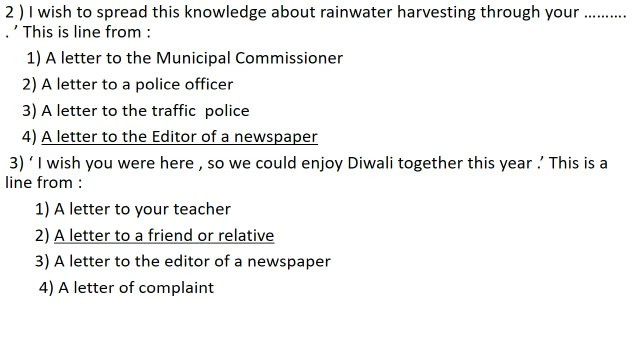 2 ) I wish to spread this knowledge about rainwater harvesting through your ..........
. ’ This is line from :
1) A letter to the Municipal Commissioner
2) A letter to a police officer
3) A letter to the traffic police
4) A letter to the Editor of a newspaper
3) ‘ I wish you were here , so we could enjoy Diwali together this year .’ This is a
line from :
1) A letter to your teacher
2) A letter to a friend or relative
3) A letter to the editor of a newspaper
4) A letter of complaint